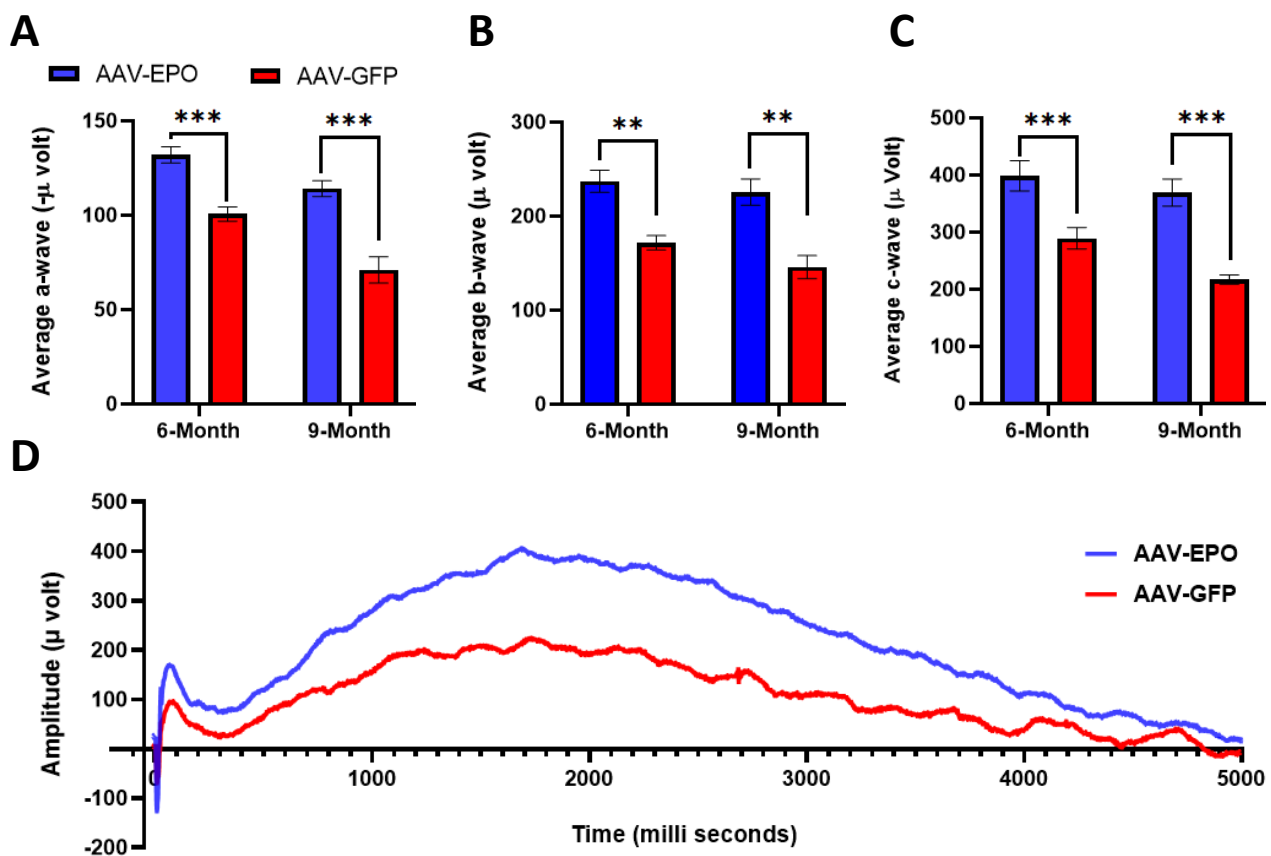 A
B
C
AAV-EPO
AAV-GFP
Average a-wave (-µ volt)
150
100
50
0
***
***
6-Month
9-Month
Average b-wave (µ volt)
300
200
100
0
**
**
6-Month
9-Month
Average c-wave (µ Volt)
500
400
300
200
100
0
***
***
6-Month
9-Month
D
Amplitude (µ volt)
500
400
300
200
100
0
-100
-200
AAV-EPO
AAV-GFP
0
1000
2000
3000
4000
5000
Time (milli seconds)